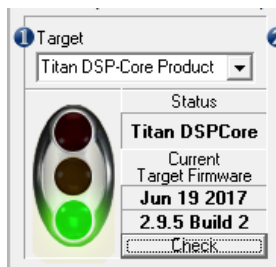 1 Target
Titan DSP-Core Product
Status
Titan DSPCore
Current
Target Firmware
Jun 19 2017
2.9.5 Build 2
Check